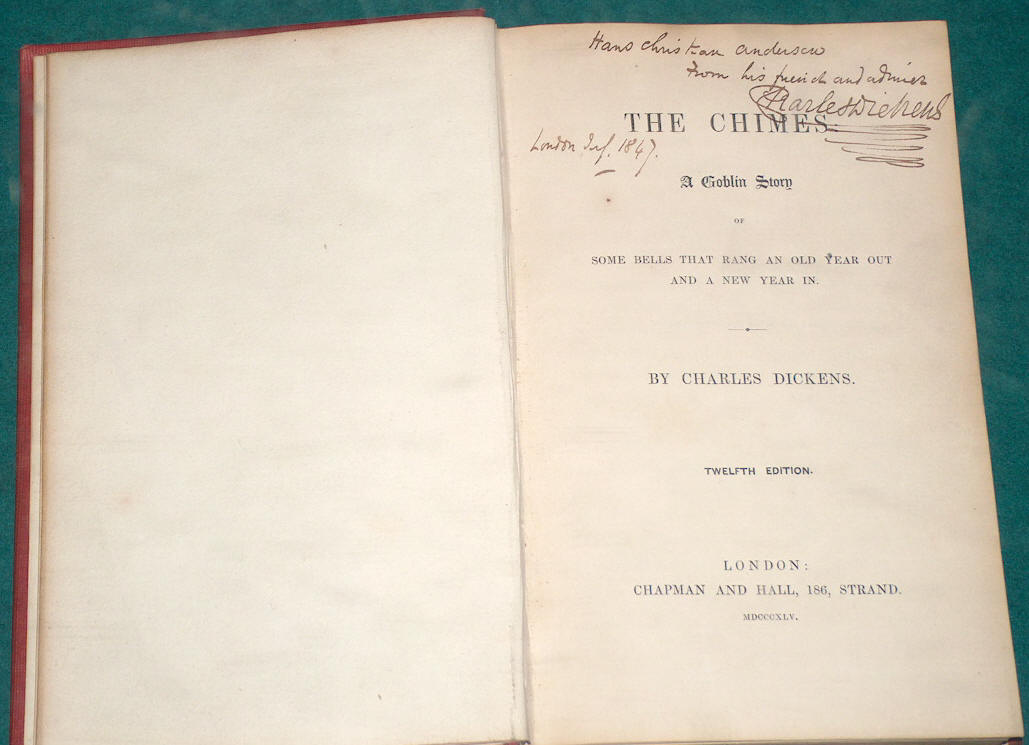 Hans Christian Andersen
From his friend and admirer
Charles Dickens
THE CHIMES:
London July. 1847.
A Goblin Story
OF
SOME BELLS THAT RANG AN OLD YEAR OUT
AND A NEW YEAR IN.
BY CHARLES DICKENS.
TWELFTH EDITION.
LONDON:
CHAPMAN AND HALL, 186, STRAND.
MDCCCXLV.